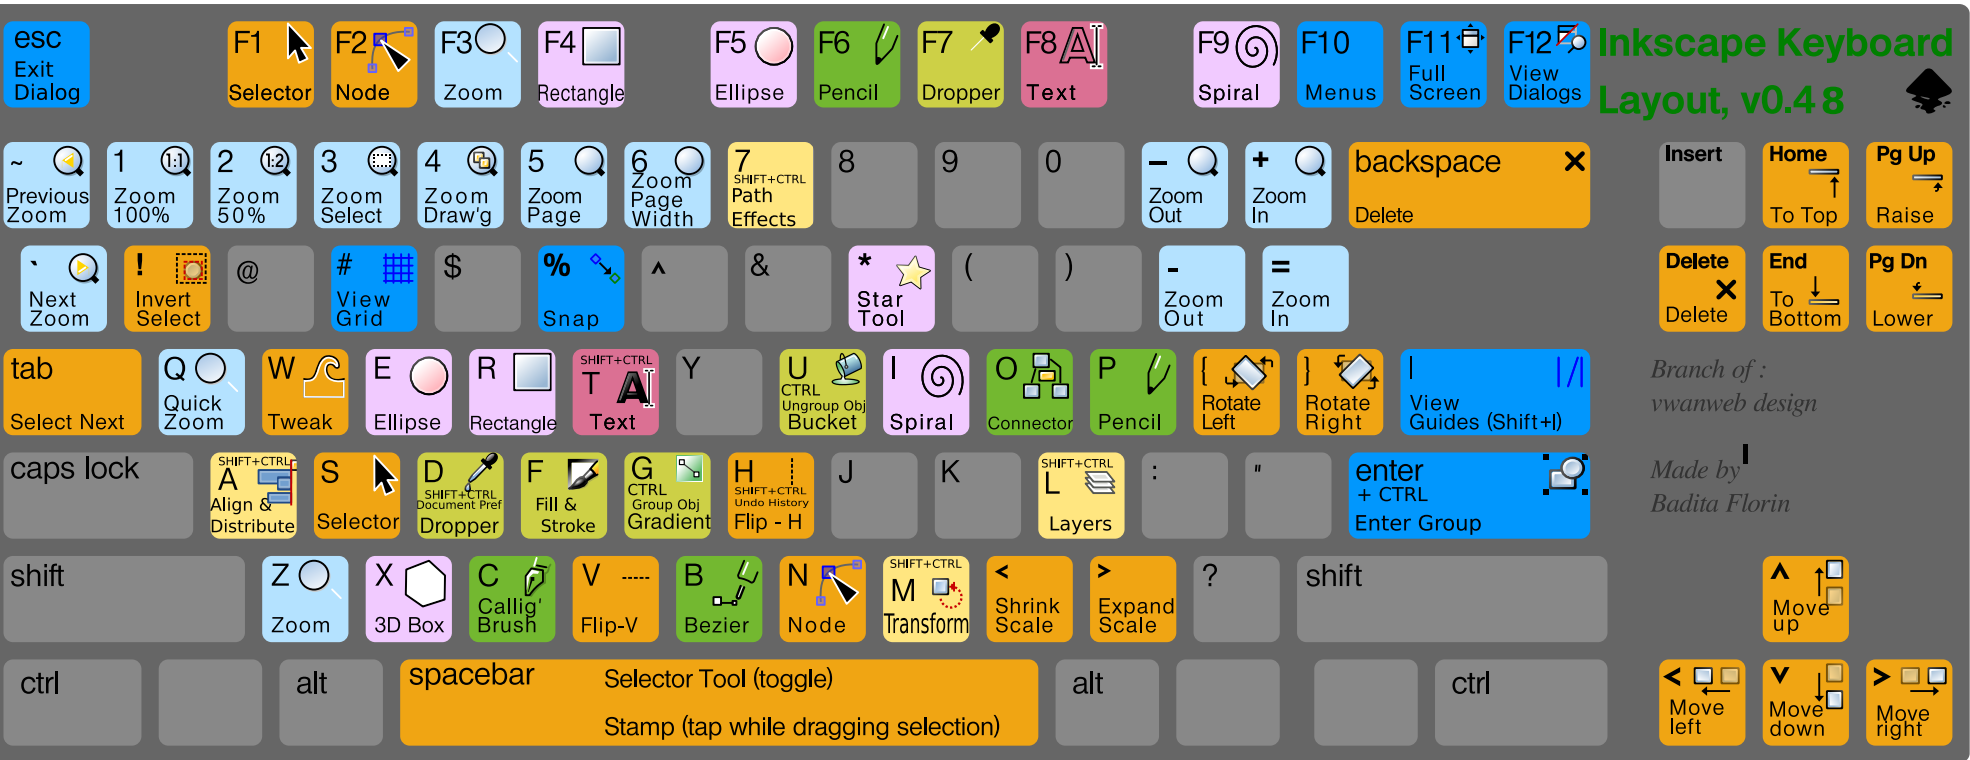 esc
Exit
Dialog
F1
Selector
F2
Node
F3
Zoom
F4
Rectangle
F5
Ellipse
F6
Pencil
F7
Dropper
F8
A
Text
F9
Spiral
F10
Menus
F11
Full
Screen
F12
View
Dialogs
Inkscape Keyboard
Layout, v0.48
~
Previous
Zoom
1
1:1
Zoom
100%
2
1:2
Zoom
50%
3
Zoom
Select
4
Zoom
Draw'g
5
Zoom
Page
6
Zoom
Page
Width
7
SHIFT+CTRL
Path
Effects
8
9
0
–
Zoom
Out
+
Zoom
In
backspace
Delete
Insert
Home
To Top
Pg Up
Raise
`
Next
Zoom
!
Invert
Select
@
#
View
Grid
$
%
Snap
^
&
*
Star
Tool
(
)
-
Zoom
Out
=
Zoom
In
Delete
Delete
End
To
Bottom
Pg Dn
Lower
tab
Select Next
Q
Quick
Zoom
W
Tweak
E
Ellipse
R
Rectangle
SHIFT+CTRL
T
A
Text
Y
U
CTRL
Ungroup Obj
Bucket
I
Spiral
O
Connector
P
Pencil
{
Rotate
Left
}
Rotate
Right
|
|/|
View
Guides (Shift+I)
Branch of :
vwanweb design
caps lock
SHIFT+CTRL
A
Align &
Distribute
S
Selector
D
SHIFT+CTRL
Document Pref
Dropper
F
Fill &
Stroke
G
CTRL
Group Obj
Gradient
H
SHIFT+CTRL
Undo History
Flip - H
J
K
SHIFT+CTRL
L
Layers
:
"
enter
+ CTRL
Enter Group
Made by
Badita Florin
shift
Z
Zoom
X
3D Box
C
Callig'
Brush
V
Flip-V
B
Bezier
N
Node
SHIFT+CTRL
M
Transform
<
Shrink
Scale
>
Expand
Scale
?
shift
^
Move
up
ctrl
alt
spacebar
Selector Tool (toggle)
Stamp (tap while dragging selection)
alt
ctrl
<
Move
left
v
Move
down
>
Move
right